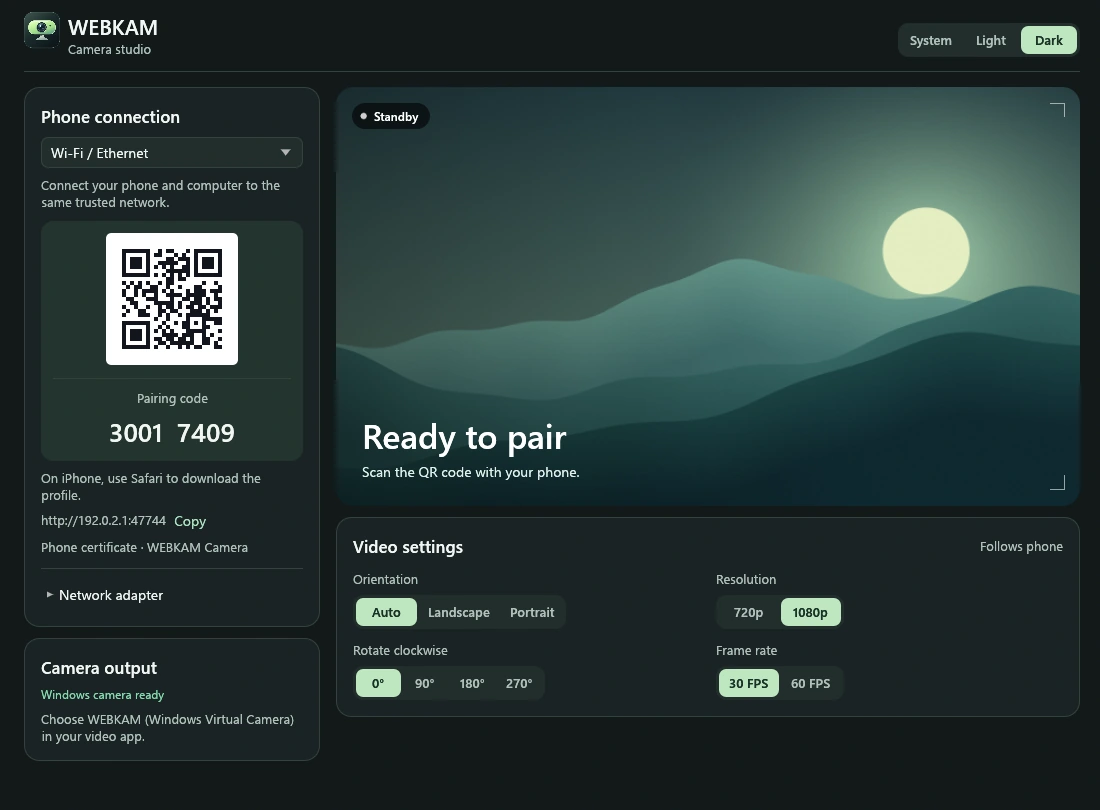 WEBKAM
Camera studio
System
Light
Dark
Phone connection
Wi-Fi / Ethernet
Connect your phone and computer to the
same trusted network.
Pairing code
3001 7409
On iPhone, use Safari to download the
profile.
http://192.0.2.1:47744 Copy
Phone certificate · WEBKAM Camera
Network adapter
Camera output
Windows camera ready
Choose WEBKAM (Windows Virtual Camera)
in your video app.
Standby
Ready to pair
Scan the QR code with your phone.
Video settings
Follows phone
Orientation
Auto Landscape Portrait
Resolution
720p 1080p
Rotate clockwise
0° 90° 180° 270°
Frame rate
30 FPS 60 FPS